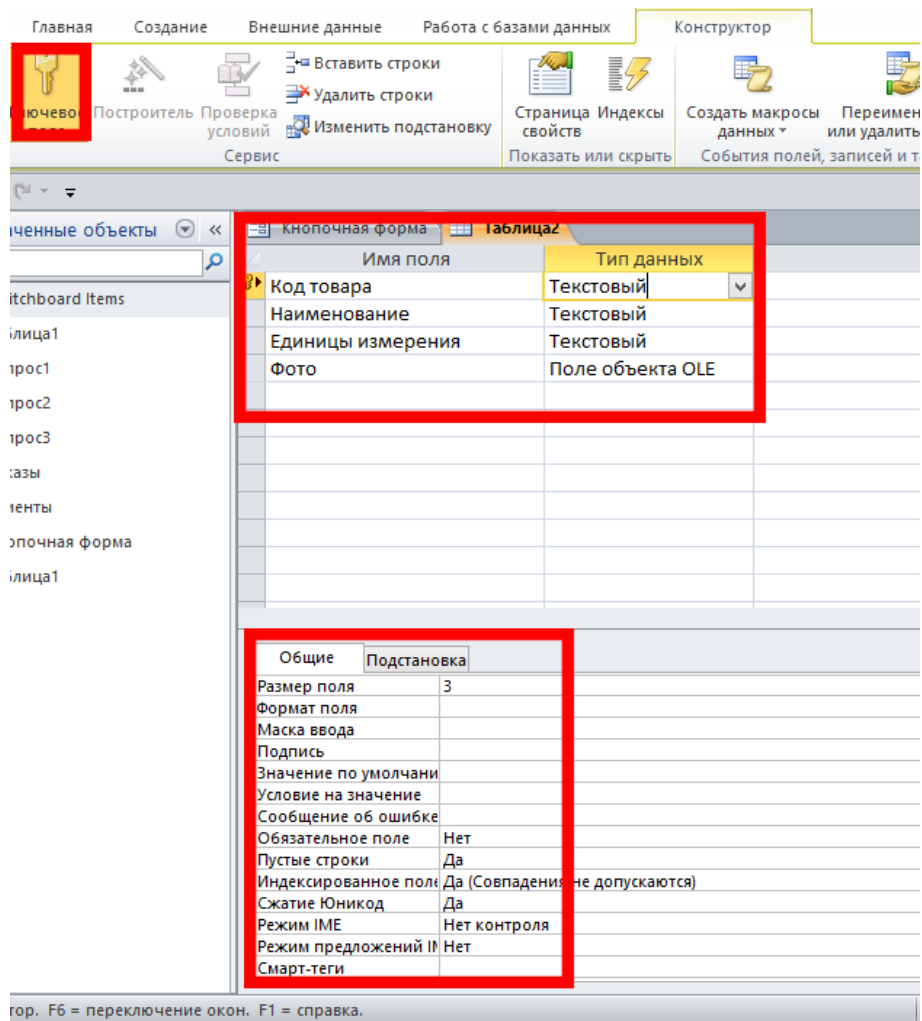 Главная Создание Внешние данные Работа с базами данных Конструктор
Вставить строки
Удалить строки
Изменить подстановку
Построитель Проверка условий
Страница свойств Индексы
Создать макросы данных
или удалить
Сервис Показать или скрыть События полей, записей и
объекты «
Кнопочная форма Таблица2
Имя поля Тип данных
Код товара Текстовый
Наименование Текстовый
Единицы измерения Текстовый
Фото Поле объекта OLE
itchboard Items
блица1
прос1
прос2
прос3
казы
иенты
опочная форма
блица1
Общие Подстановка
Размер поля 3
Формат поля
Маска ввода
Подпись
Значение по умолчани
Условие на значение
Сообщение об ошибке
Обязательное поле Нет
Пустые строки Да
Индексированное поле Да (Совпадения не допускаются)
Сжатие Юникод Да
Режим IME Нет контроля
Режим предложений IM Нет
Смарт-теги
тор. F6 = переключение окон. F1 = справка.